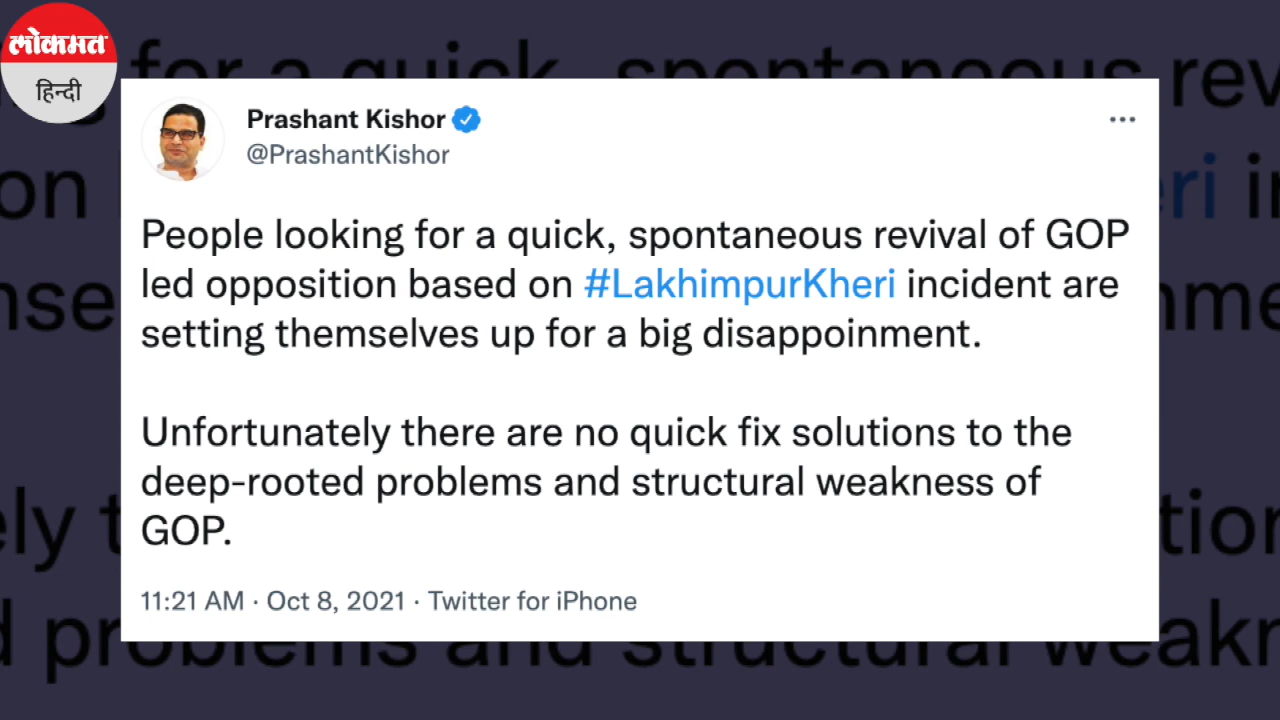 लोकमत
हिन्दी
Prashant Kishor
@PrashantKishor
People looking for a quick, spontaneous revival of GOP
led opposition based on #LakhimpurKheri incident are
setting themselves up for a big disappoinment.
Unfortunately there are no quick fix solutions to the
deep-rooted problems and structural weakness of
GOP.
11:21 AM · Oct 8, 2021 · Twitter for iPhone